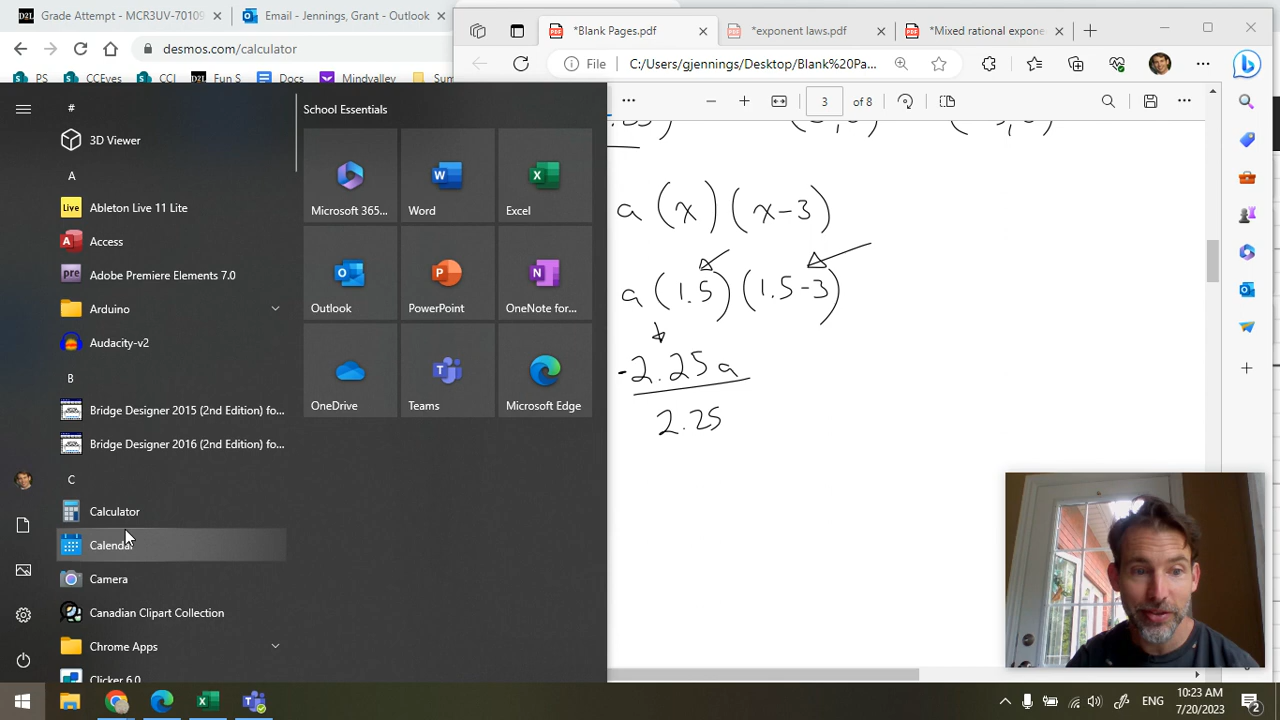 Grade Attempt - MCR3UV-70109
Email - Jennings, Grant - Outlook
*Blank Pages.pdf
*exponent laws.pdf
*Mixed rational expone
desmos.com/calculator
File
C:/Users/gjennings/Desktop/Blank%20Pa...
PS
CCEves
CCI
Fun S
Docs
Mindvalley
Sum
3 of 8
#
School Essentials
3D Viewer
A
Ableton Live 11 Lite
Access
Adobe Premiere Elements 7.0
Arduino
Audacity-v2
B
Bridge Designer 2015 (2nd Edition) fo...
Bridge Designer 2016 (2nd Edition) fo...
C
Calculator
Calendar
Camera
Canadian Clipart Collection
Chrome Apps
Clicker 6.0
Microsoft 365...
Word
Excel
Outlook
PowerPoint
OneNote for...
OneDrive
Teams
Microsoft Edge
a (x) (x-3)
a (1.5) (1.5-3)
-2.25a
2.25
ENG
10:23 AM
7/20/2023
2